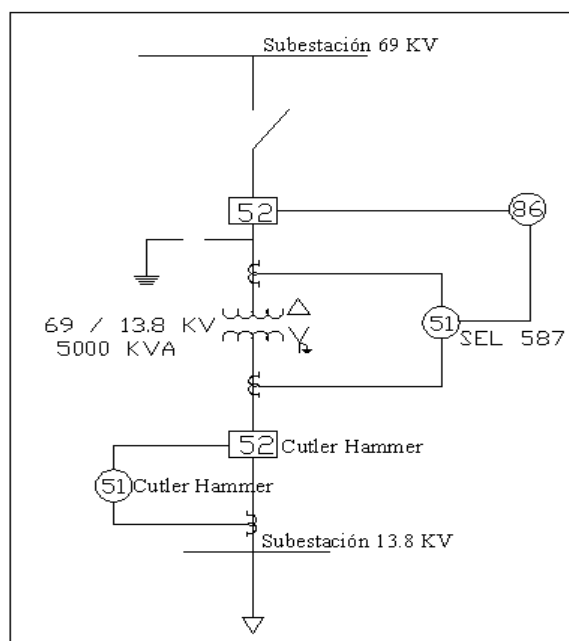 Subestación 69 KV
52
86
69 / 13.8 KV
5000 KVA
51
SEL 587
52 Cutler Hammer
51 Cutler Hammer
Subestación 13.8 KV